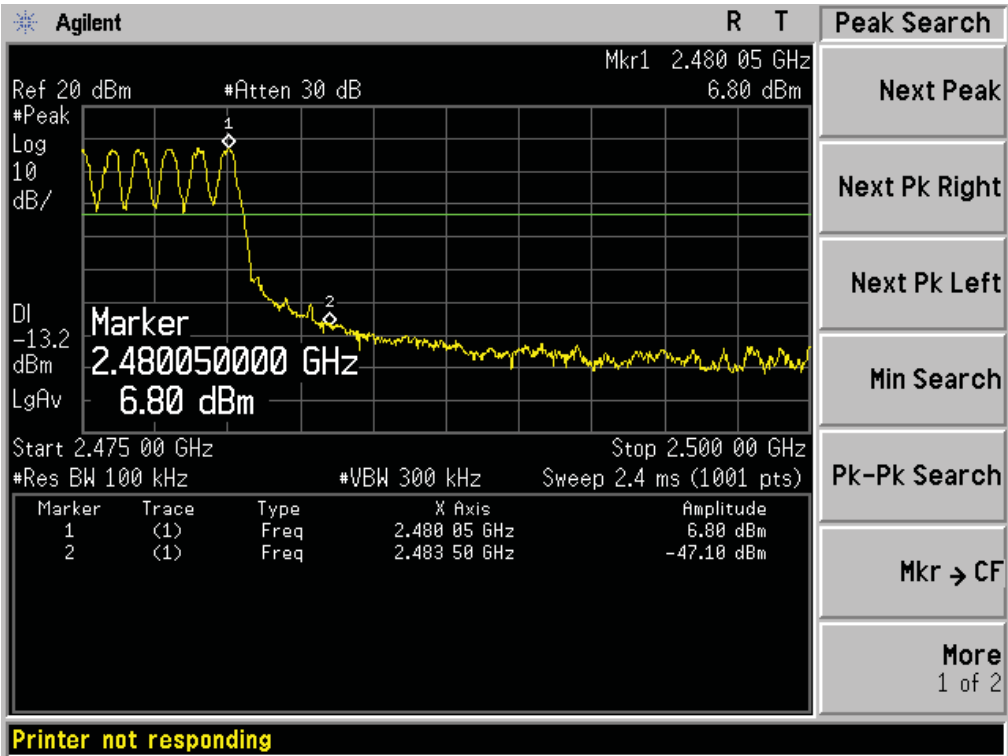 Agilent R T
Peak Search
Mkr1 2.480 05 GHz
Ref 20 dBm #Atten 30 dB 6.80 dBm
#Peak
Log
10
dB/
1
2
DI
-13.2
dBm
LgAv
Marker
2.480050000 GHz
6.80 dBm
Start 2.475 00 GHz Stop 2.500 00 GHz
#Res BW 100 kHz #VBW 300 kHz Sweep 2.4 ms (1001 pts)
Marker Trace Type X Axis Amplitude
1 (1) Freq 2.480 05 GHz 6.80 dBm
2 (1) Freq 2.483 50 GHz -47.10 dBm
Next Peak
Next Pk Right
Next Pk Left
Min Search
Pk-Pk Search
Mkr → CF
More
1 of 2
Printer not responding